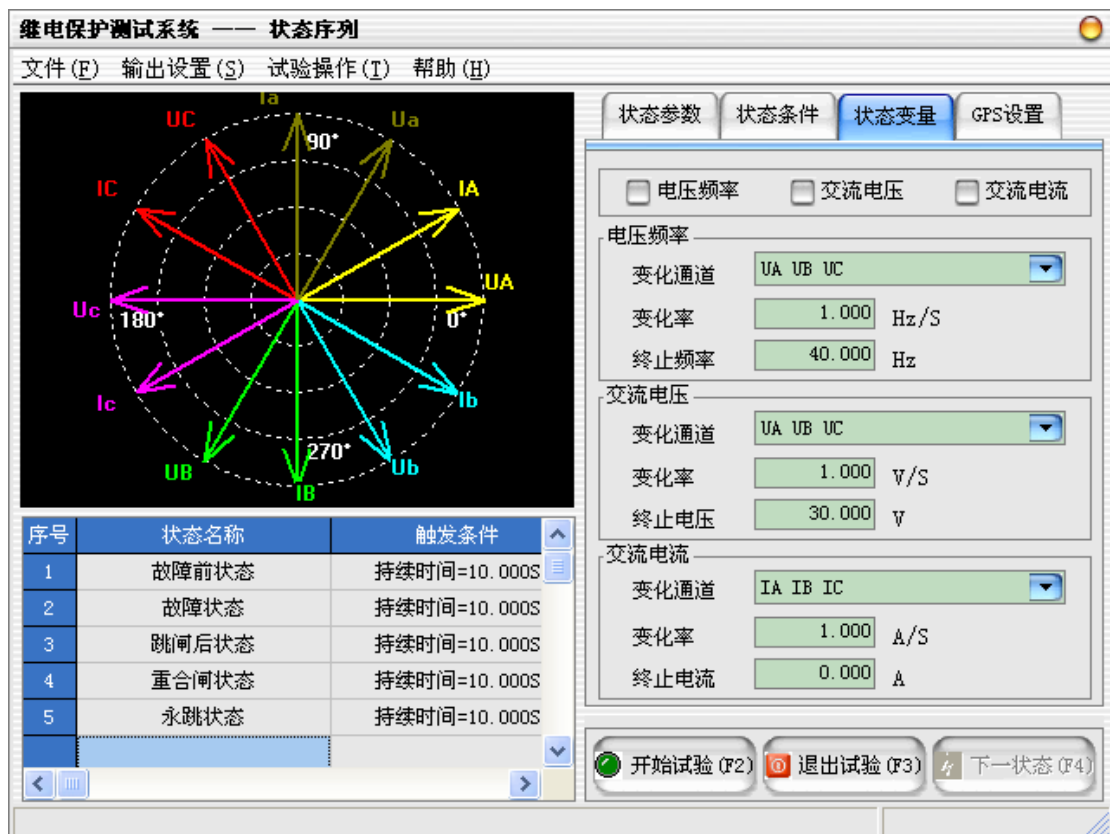 继电保护测试系统 —— 状态序列
文件(F) 输出设置(S) 试验操作(T) 帮助(H)
Ia
UC
Ua
90°
IC
IA
UA
Uc
180°
0°
Ic
Ib
270°
UB
Ub
IB
序号 状态名称 触发条件
1 故障前状态 持续时间=10.000S
2 故障状态 持续时间=10.000S
3 跳闸后状态 持续时间=10.000S
4 重合闸状态 持续时间=10.000S
5 永跳状态 持续时间=10.000S
状态参数 状态条件 状态变量 GPS设置
电压频率 交流电压 交流电流
电压频率
变化通道 UA UB UC
变化率 1.000 Hz/S
终止频率 40.000 Hz
交流电压
变化通道 UA UB UC
变化率 1.000 V/S
终止电压 30.000 V
交流电流
变化通道 IA IB IC
变化率 1.000 A/S
终止电流 0.000 A
开始试验(F2) 退出试验(F3) 下一状态(F4)